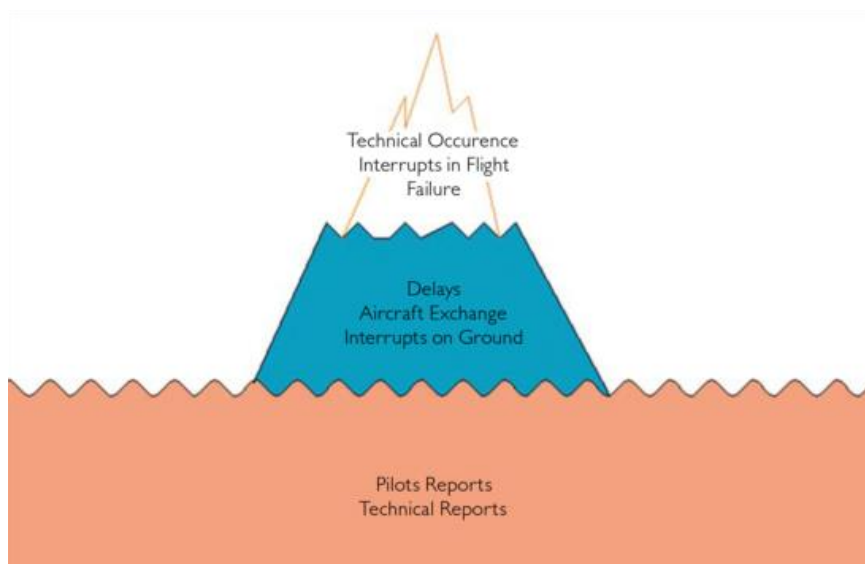 Technical Occurence
Interrupts in Flight
Failure
Delays
Aircraft Exchange
Interrupts on Ground
Pilots Reports
Technical Reports